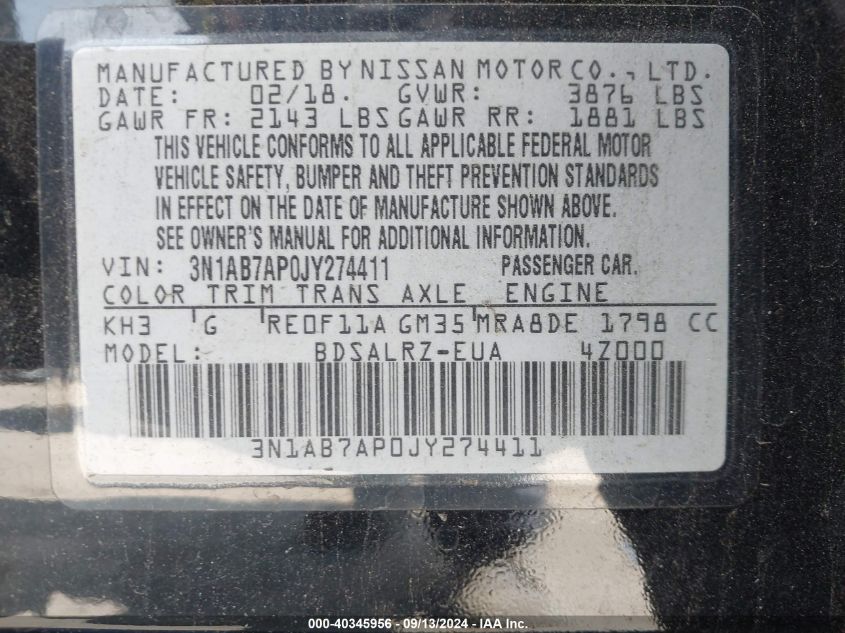 MANUFACTURED BY NISSAN MOTOR CO., LTD.
DATE: 02/18. GVWR: 3876 LBS
GAWR FR: 2143 LBS GAWR RR: 1881 LBS
THIS VEHICLE CONFORMS TO ALL APPLICABLE FEDERAL MOTOR
VEHICLE SAFETY, BUMPER AND THEFT PREVENTION STANDARDS
IN EFFECT ON THE DATE OF MANUFACTURE SHOWN ABOVE.
SEE OWNER'S MANUAL FOR ADDITIONAL INFORMATION.
VIN: 3N1AB7AP0JY274411 PASSENGER CAR.
COLOR TRIM TRANS AXLE ENGINE
KH3 G RE0F11A GM35 MRA8DE 1798 CC
MODEL: BDSALRZ-EUA 4Z000
3N1AB7AP0JY274411
000-40345956 - 09/13/2024 - IAAI.com